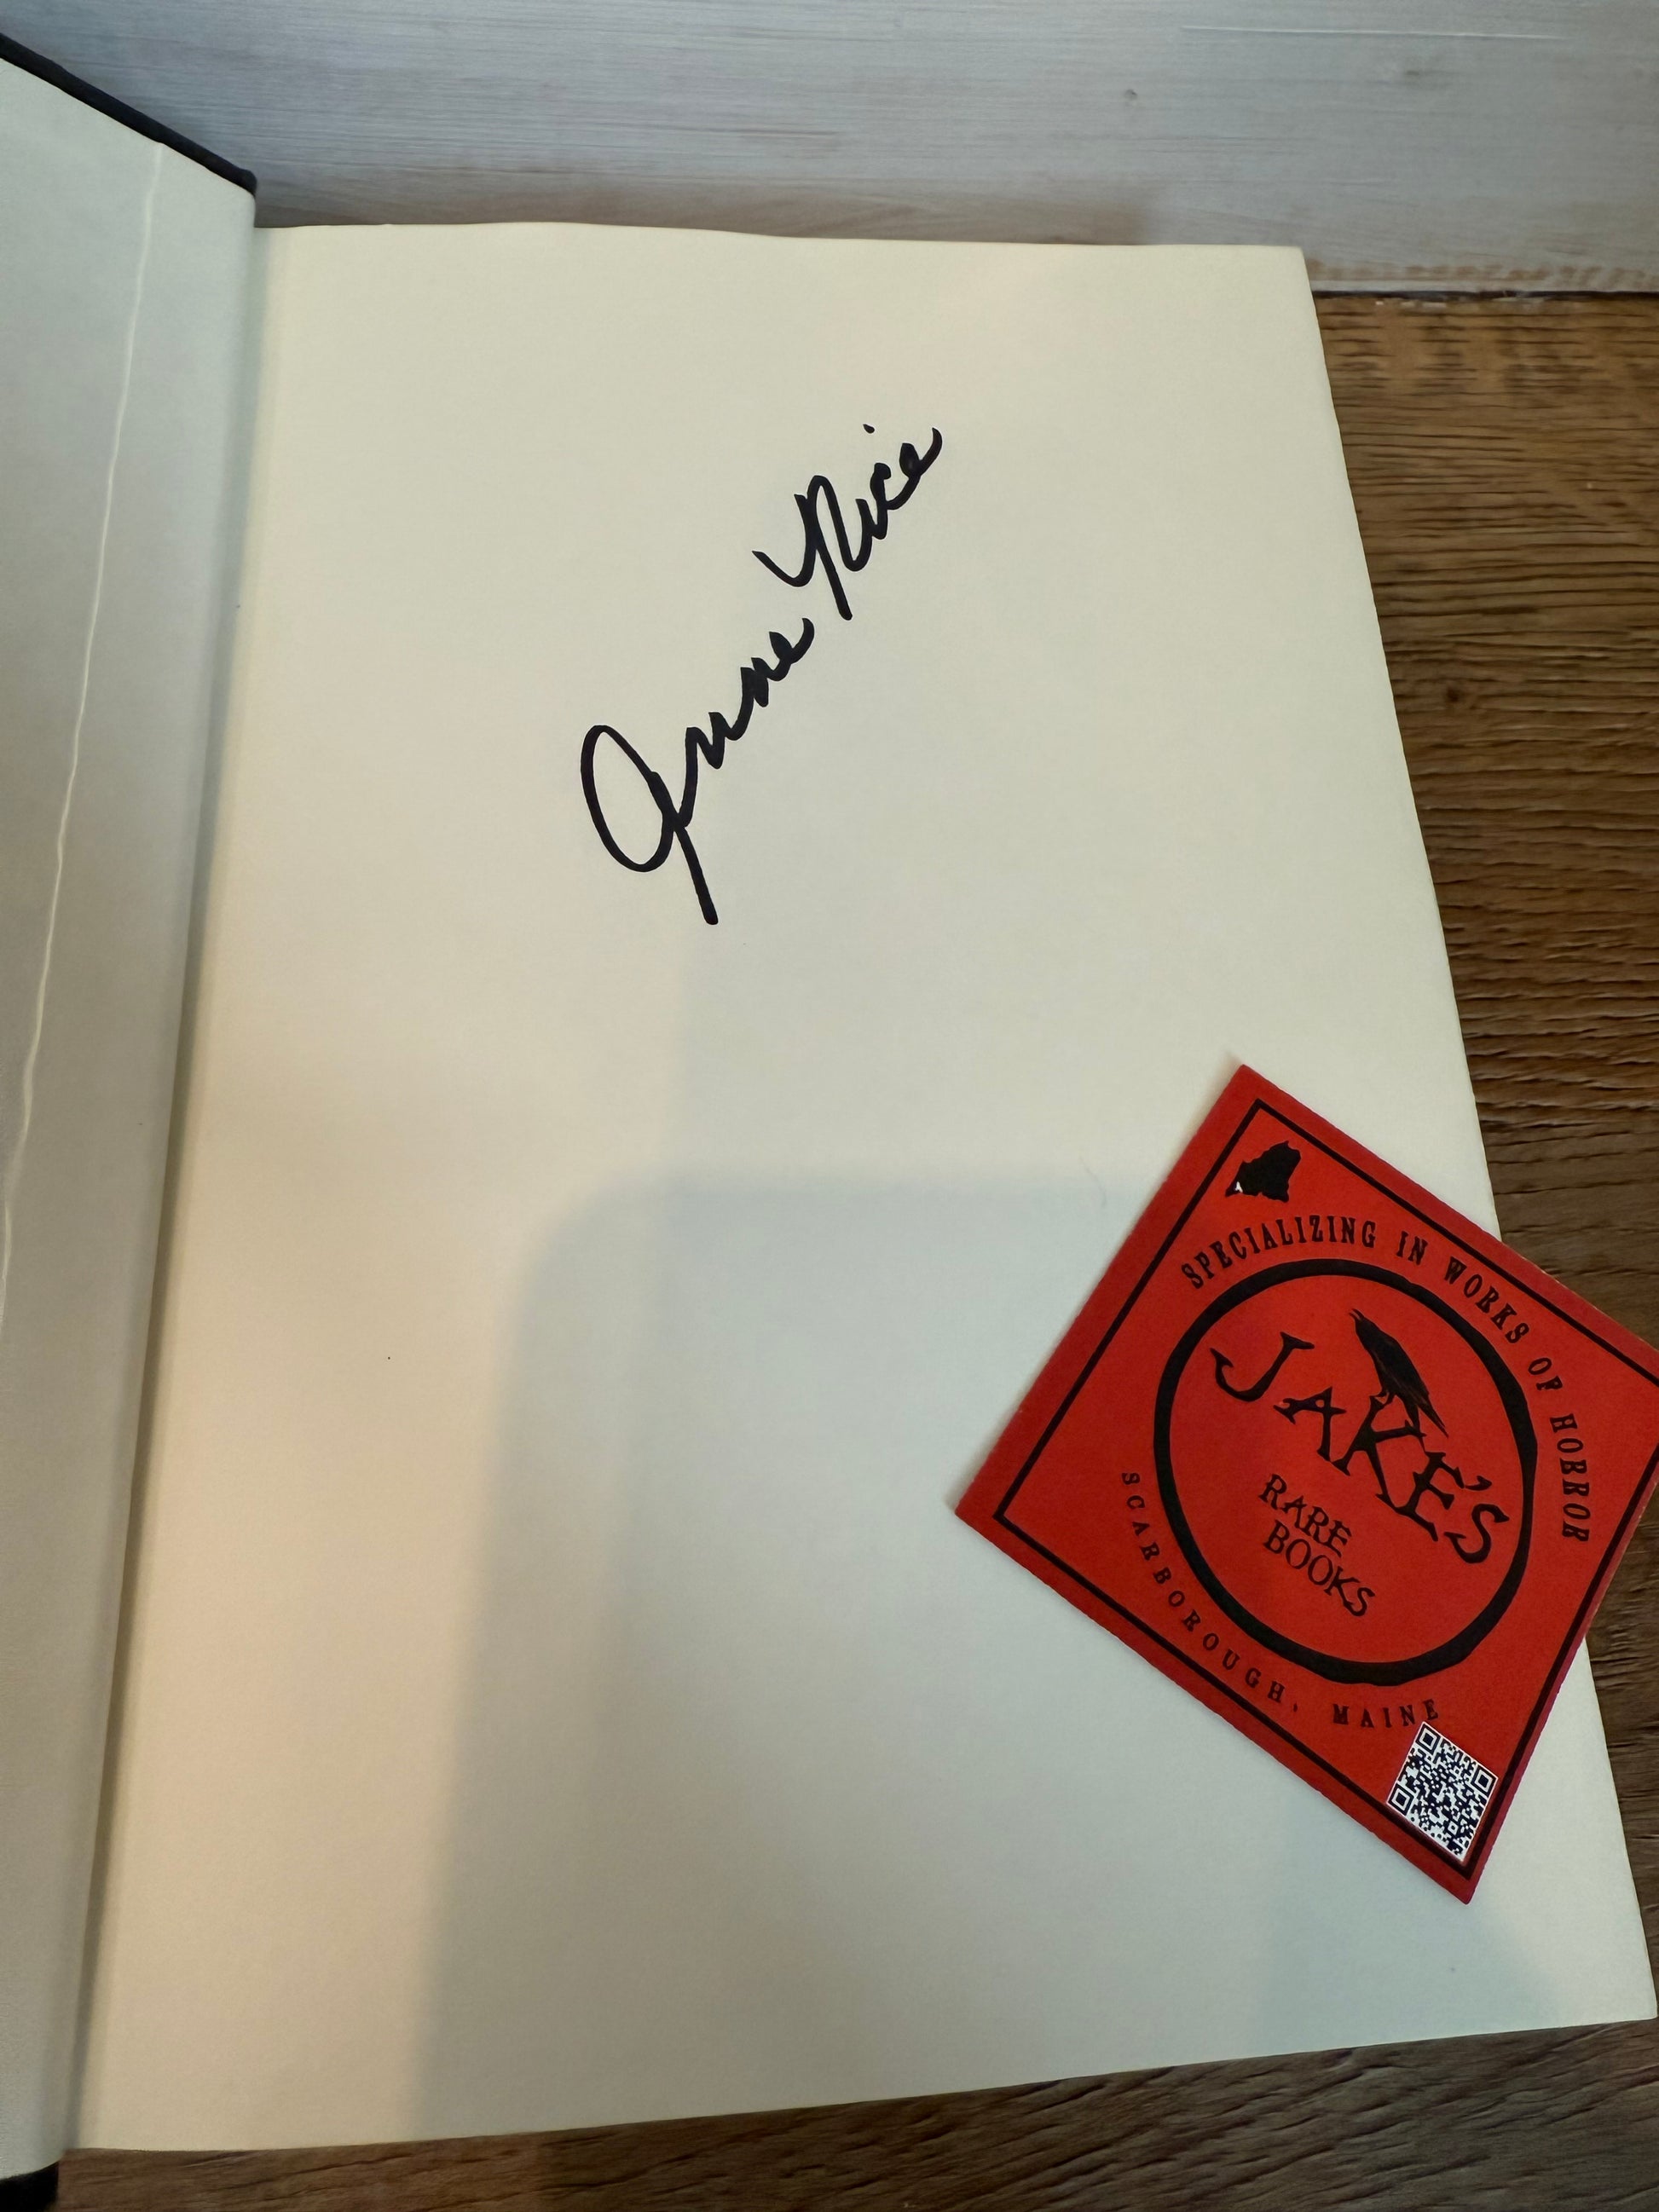 Anne Rice
SPECIALIZING IN WORKS OF HORROR
JAKE'S
RARE
BOOKS
SCARBOROUGH, MAINE